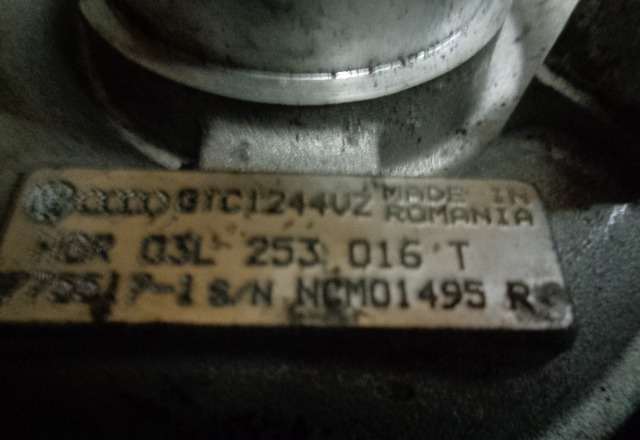 GTC1244VZ MADE IN ROMANIA
03L 253 016 T
S/N NCM01495 R